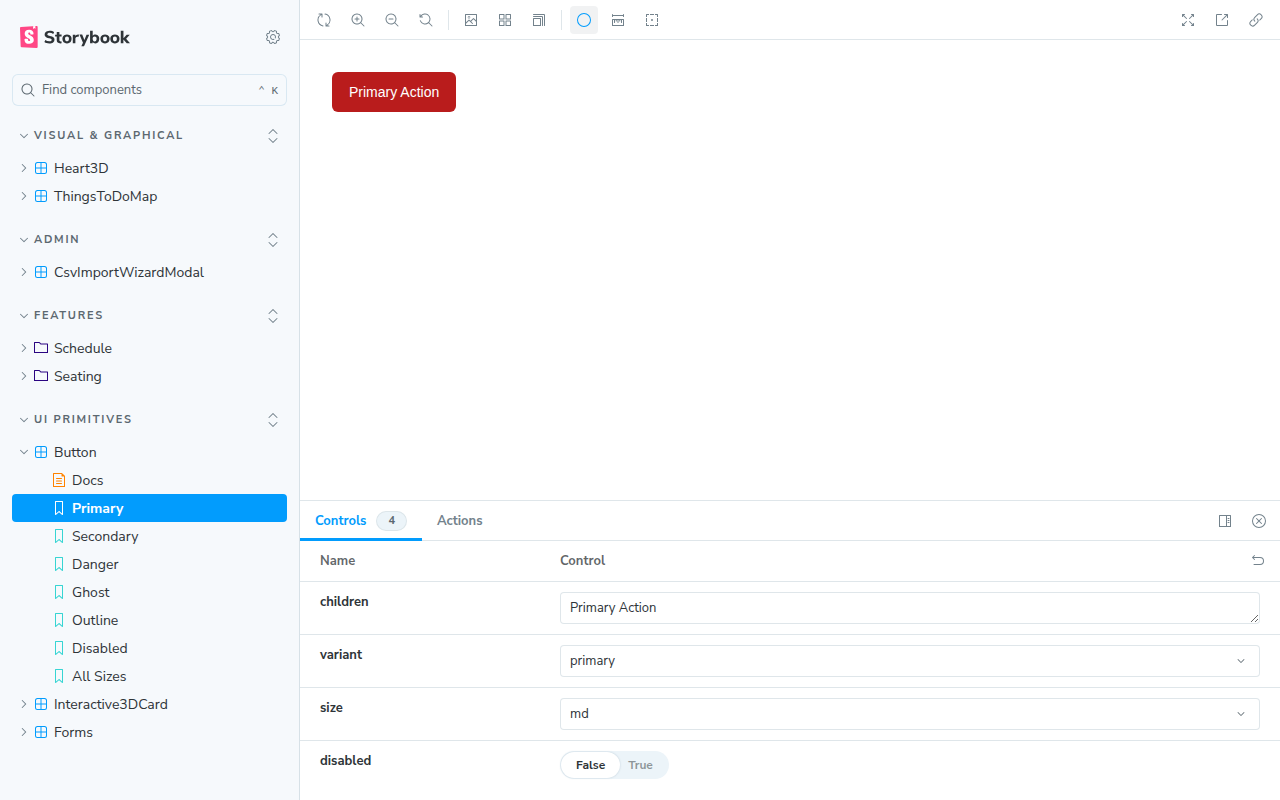 Storybook
Find components
^ K
VISUAL & GRAPHICAL
Heart3D
ThingsToDoMap
ADMIN
CsvImportWizardModal
FEATURES
Schedule
Seating
UI PRIMITIVES
Button
Docs
Primary
Secondary
Danger
Ghost
Outline
Disabled
All Sizes
Interactive3DCard
Forms
Primary Action
Controls 4 Actions
Name Control
children Primary Action
variant primary
size md
disabled False True